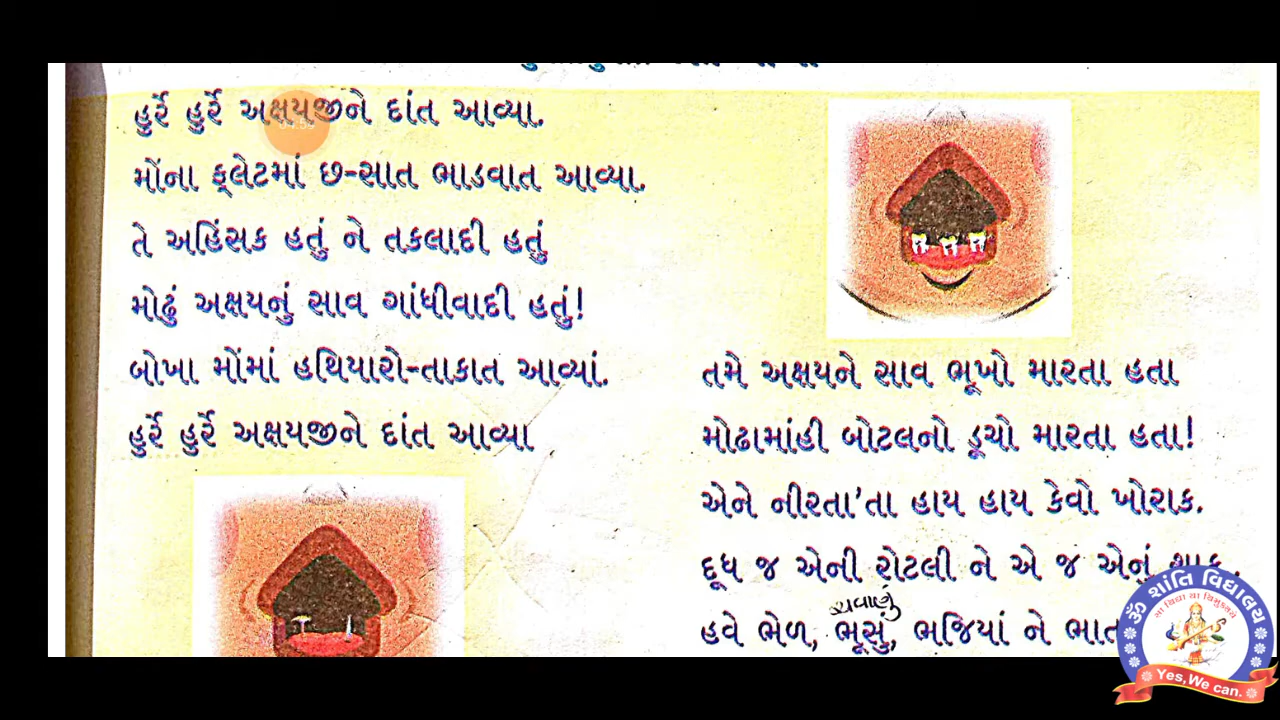 હુર્રે હુર્રે અક્ષયજીને દાંત આવ્યા.
મોંના ફ્લેટમાં છ-સાત ભાડવાત આવ્યા.
તે અહિંસક હતું ને તકલાદી હતું
મોઢું અક્ષયનું સાવ ગાંધીવાદી હતું!
બોખા મોંમાં હથિયારો-તાકાત આવ્યાં.
હુર્રે હુર્રે અક્ષયજીને દાંત આવ્યા
તમે અક્ષયને સાવ ભૂખો મારતા હતા
મોઢામાંહી બોટલનો ડૂચો મારતા હતા!
એને નીરતા'તા હાય હાય કેવો ખોરાક.
દૂધ જ એની રોટલી ને એ જ એનું
ચવાણું
હવે ભેળ, ભૂસું, ભજિયાં ને ભાત
ૐ શાંતિ વિદ્યાલય
સા વિદ્યા યા વિમુક્તયે
Yes, We can.